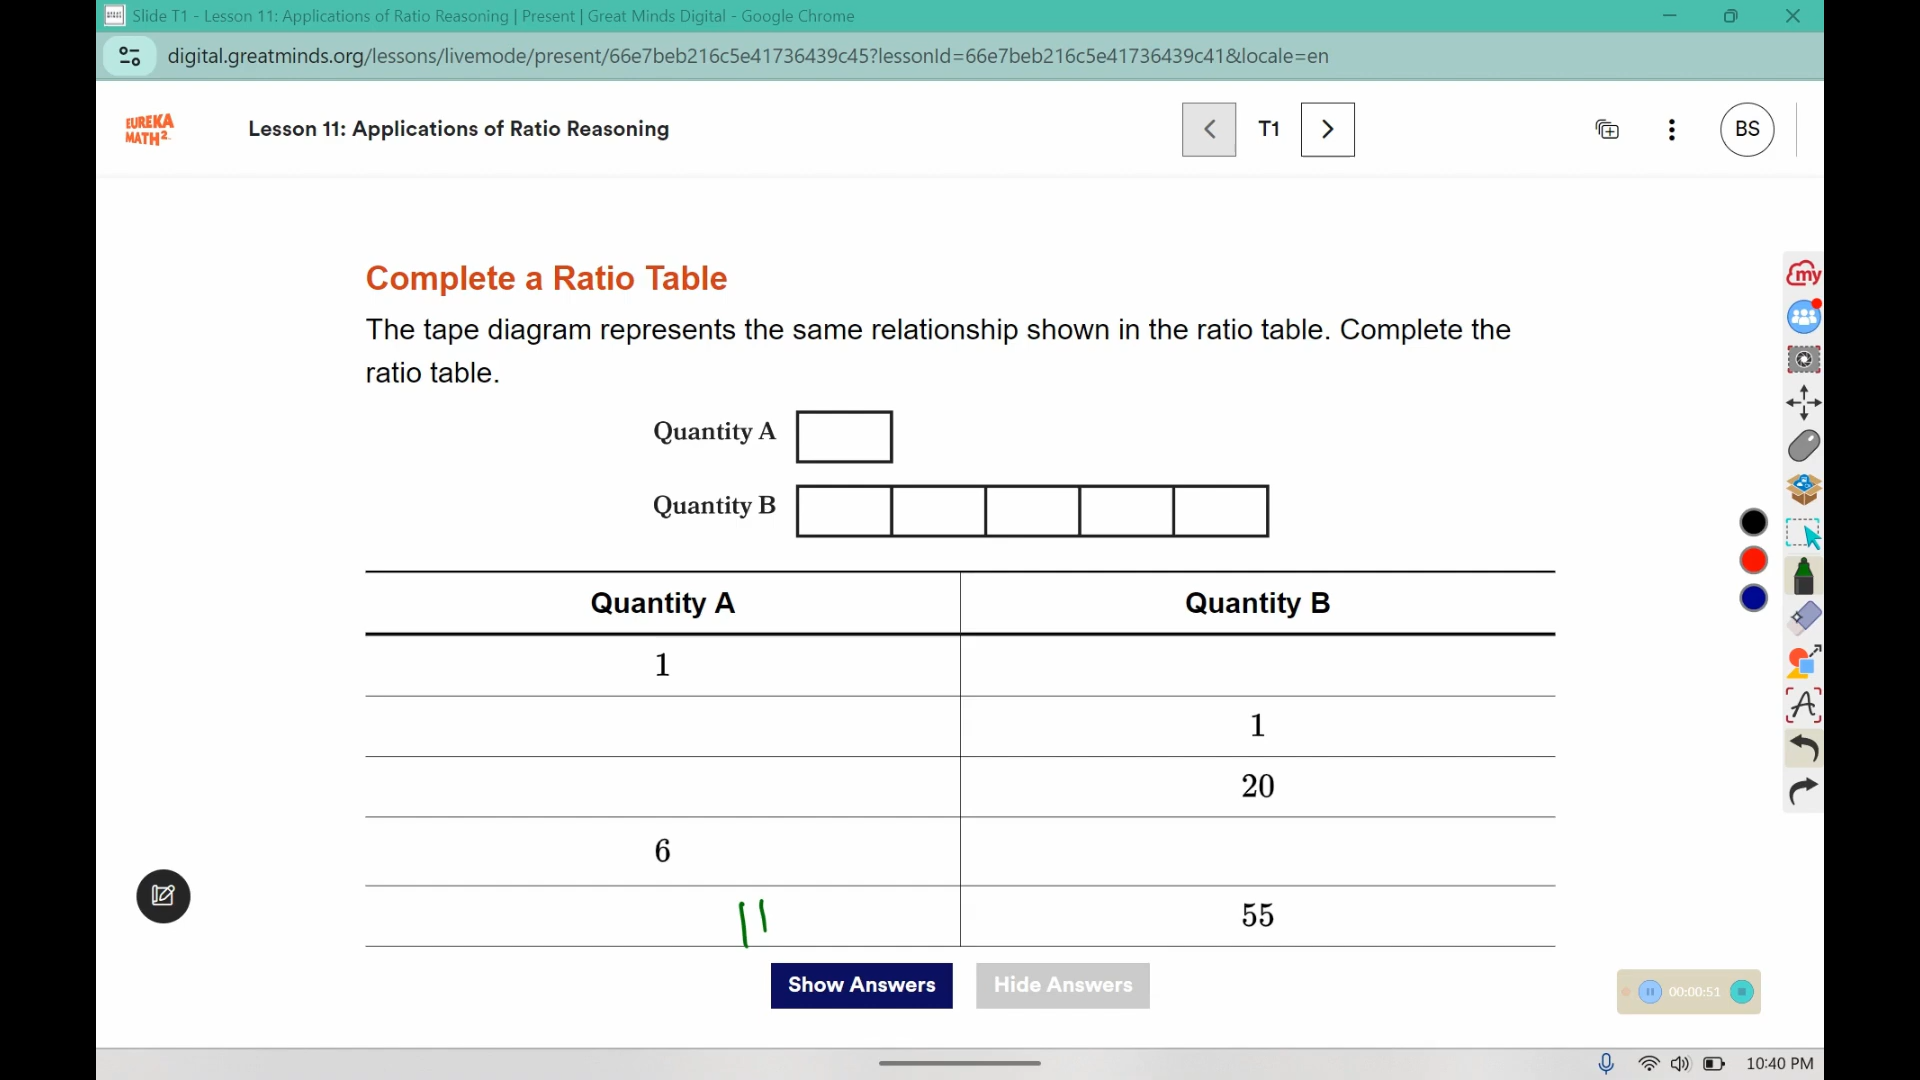 Slide T1 - Lesson 11: Applications of Ratio Reasoning | Present | Great Minds Digital - Google Chrome
digital.greatminds.org/lessons/livemode/present/66e7beb216c5e41736439c45?lessonId=66e7beb216c5e41736439c41&locale=en
EUREKA MATH²
Lesson 11: Applications of Ratio Reasoning
T1
BS
Complete a Ratio Table
The tape diagram represents the same relationship shown in the ratio table. Complete the
ratio table.
Quantity A
Quantity B
Quantity A Quantity B
1
1
20
6
11 55
Show Answers Hide Answers
00:00:51
10:40 PM
my
A